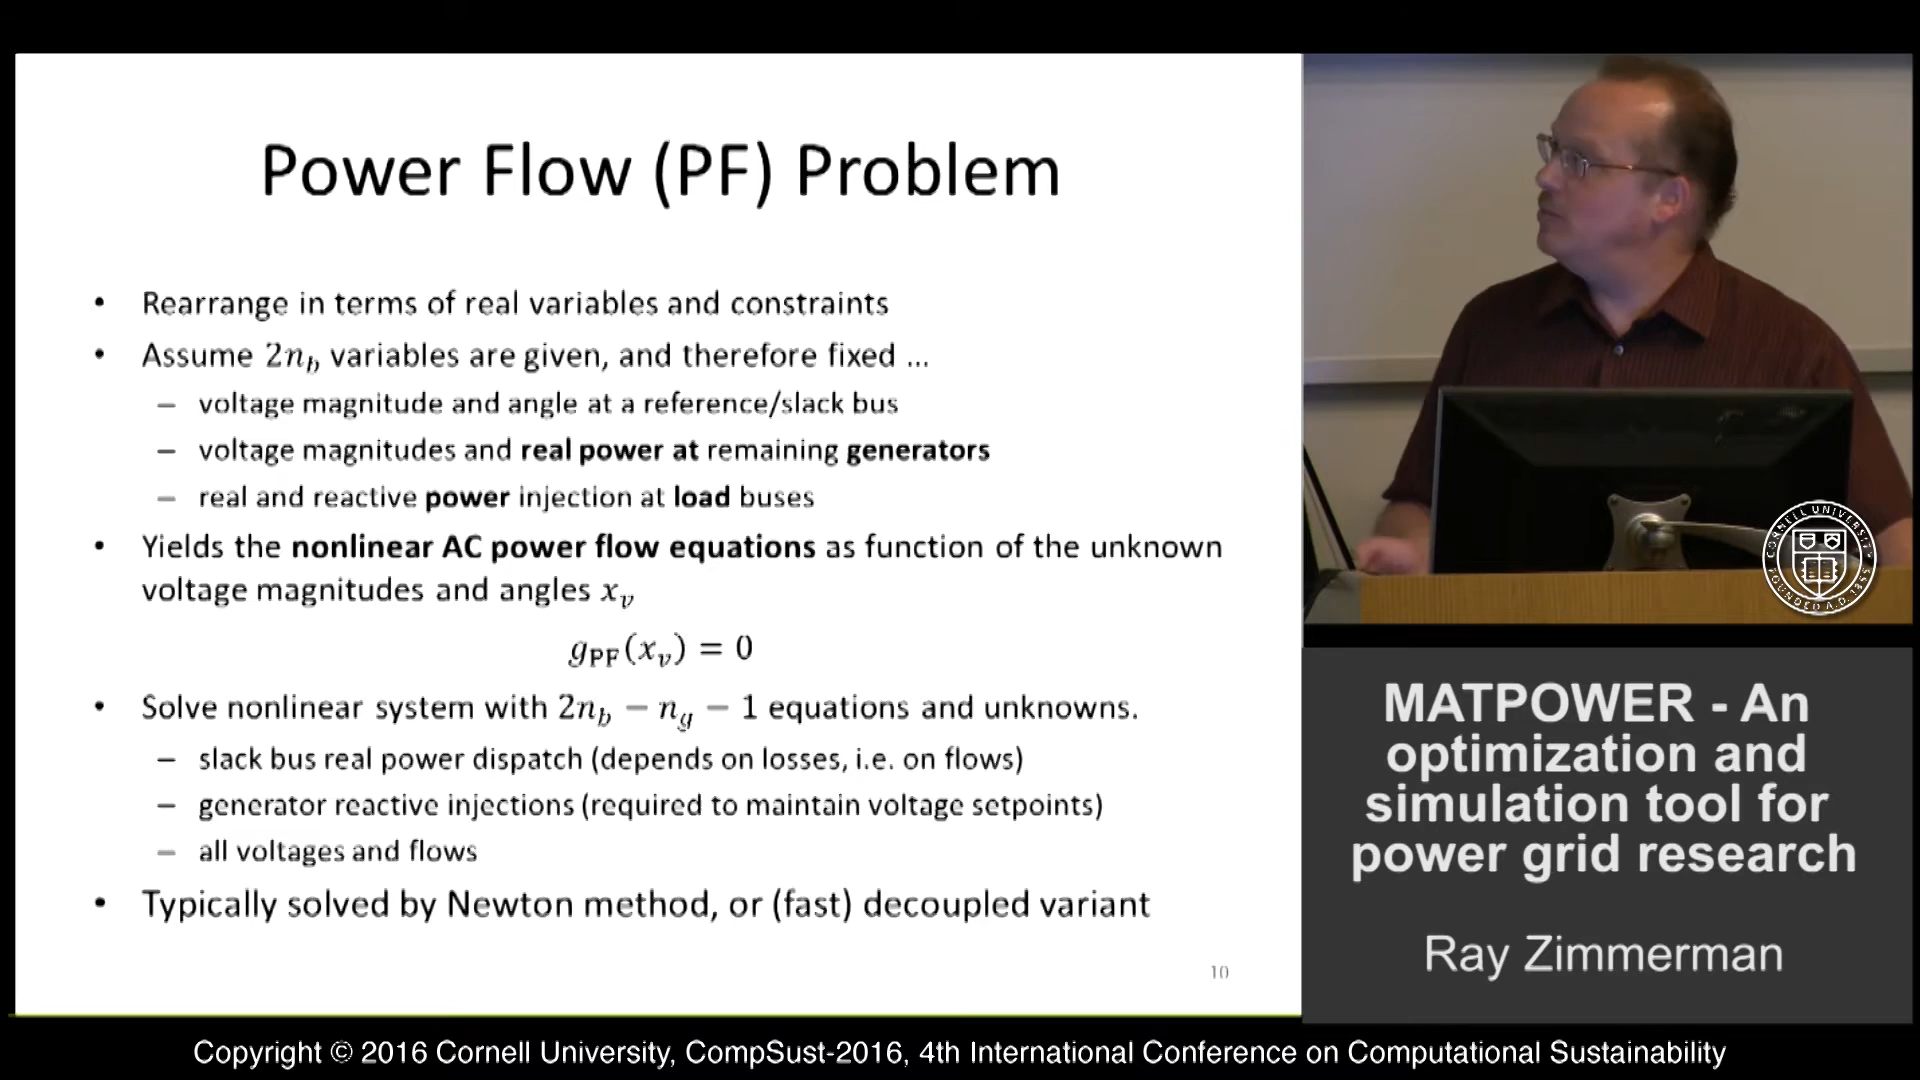 Power Flow (PF) Problem
• Rearrange in terms of real variables and constraints
• Assume 2n_b variables are given, and therefore fixed ...
– voltage magnitude and angle at a reference/slack bus
– voltage magnitudes and real power at remaining generators
– real and reactive power injection at load buses
• Yields the nonlinear AC power flow equations as function of the unknown
voltage magnitudes and angles x_v
g_PF(x_v) = 0
• Solve nonlinear system with 2n_b − n_g − 1 equations and unknowns.
– slack bus real power dispatch (depends on losses, i.e. on flows)
– generator reactive injections (required to maintain voltage setpoints)
– all voltages and flows
• Typically solved by Newton method, or (fast) decoupled variant
10
CORNELL UNIVERSITY
FOUNDED A.D. 1865
MATPOWER - An
optimization and
simulation tool for
power grid research
Ray Zimmerman
Copyright © 2016 Cornell University, CompSust-2016, 4th International Conference on Computational Sustainability